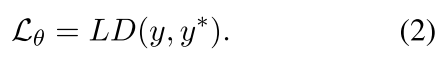 ℒ_θ = LD(y, y*). (2)